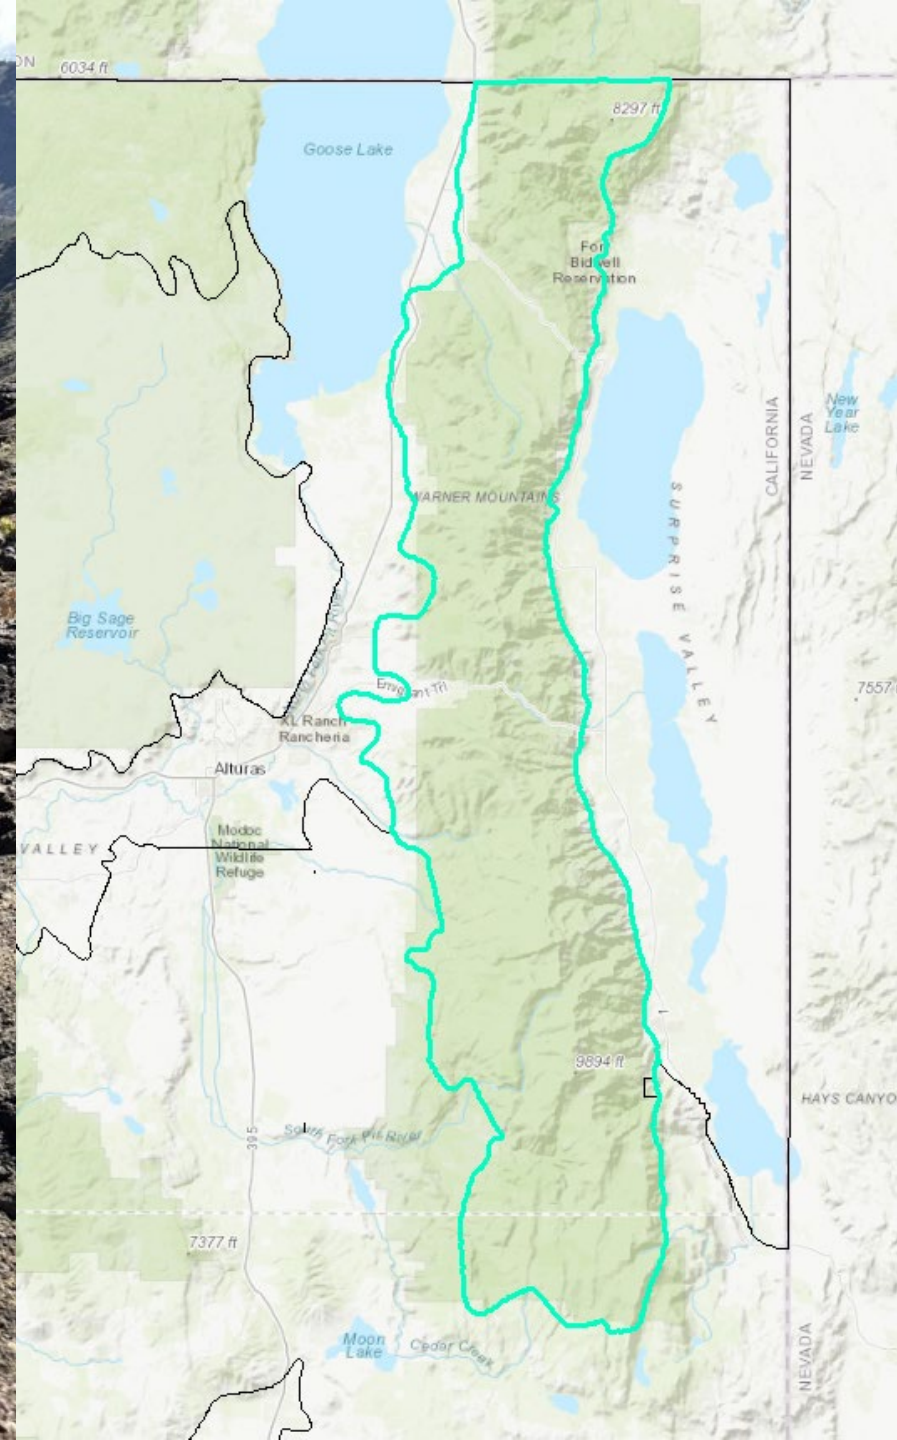 ON
6034 ft
8297 ft
Goose Lake
Fort
Bidwell
Reservation
New
Year
Lake
CALIFORNIA
NEVADA
WARNER MOUNTAINS
SURPRISE VALLEY
Big Sage
Reservoir
7557
Emigrant Trl
XL Ranch
Rancheria
Alturas
Modoc
National
Wildlife
Refuge
VALLEY
9894 ft
HAYS CANYO
395
South Fork Pit River
7377 ft
Moon
Lake
Cedar Creek
NEVADA